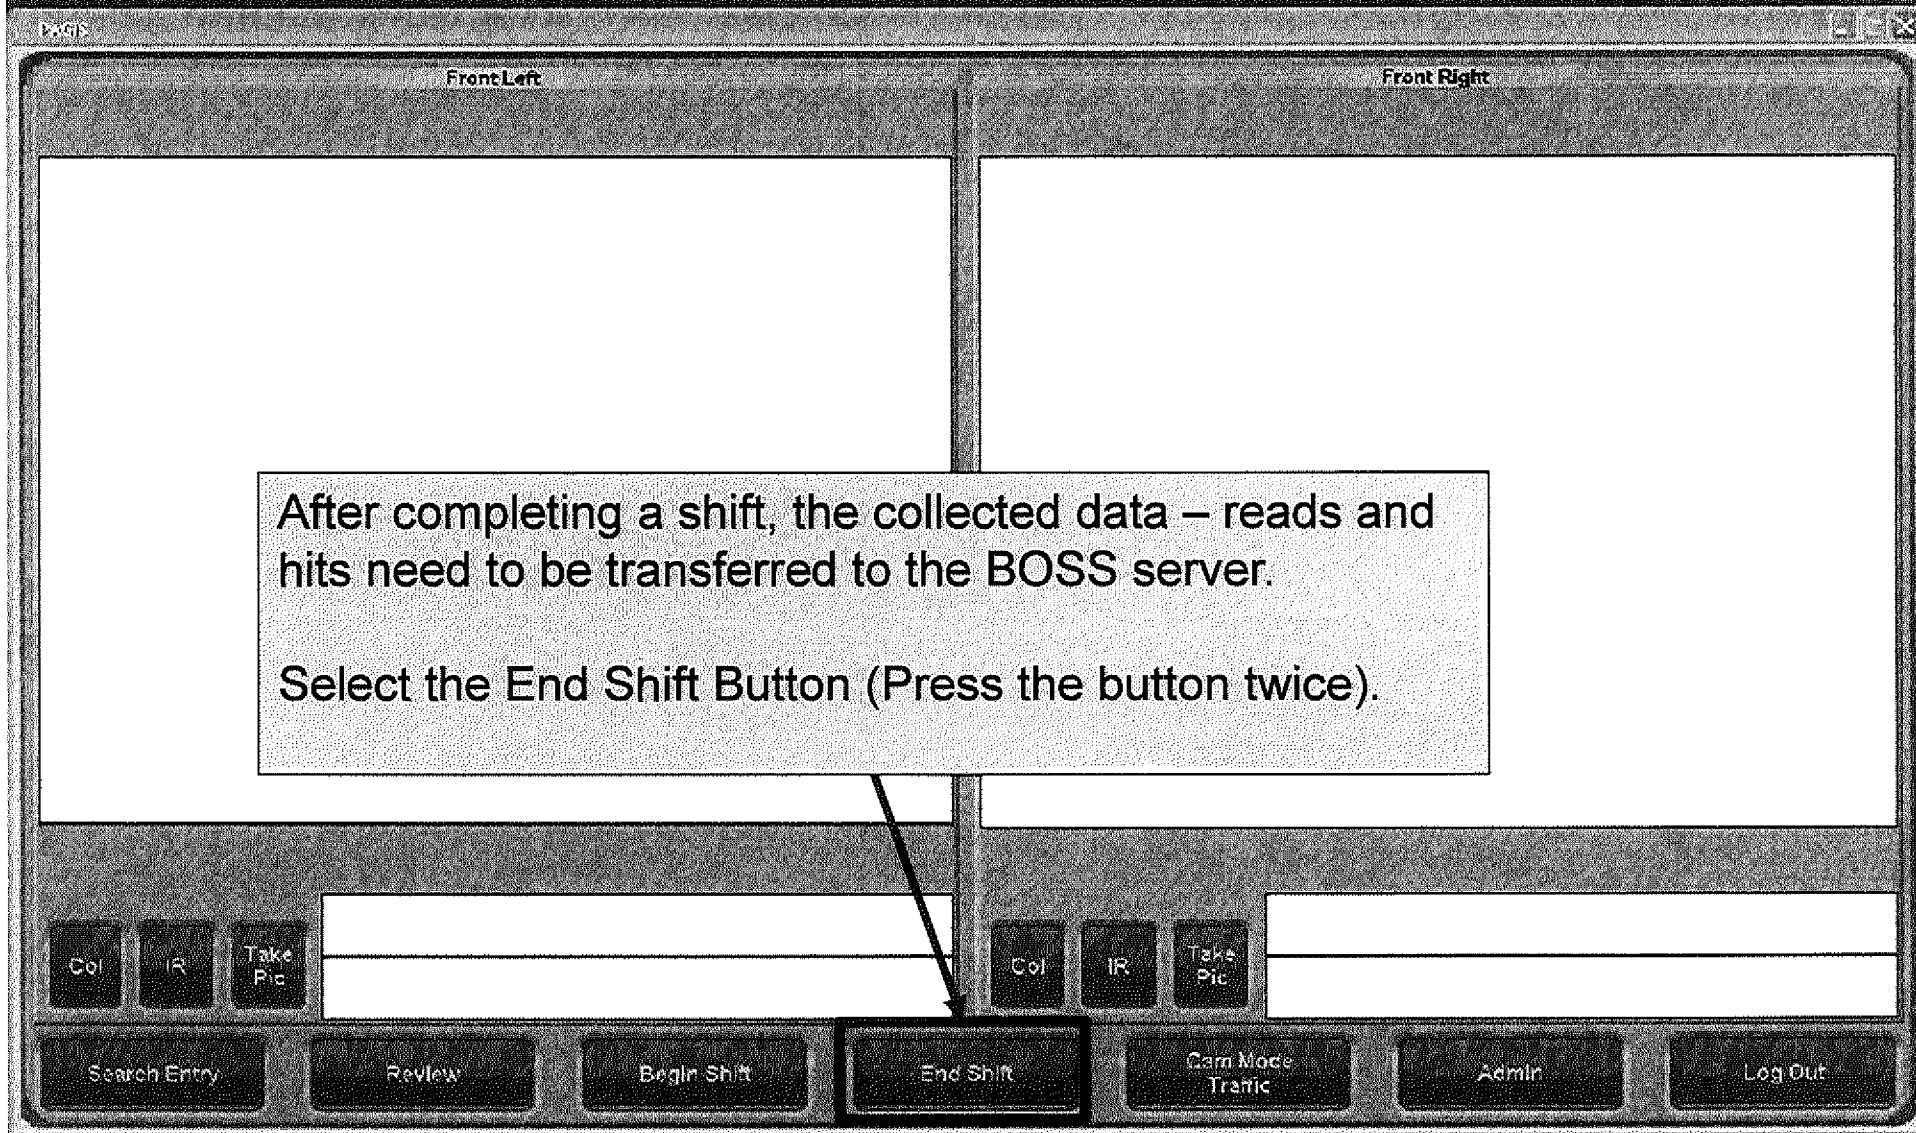 PAGIS
Front Left
Front Right
After completing a shift, the collected data – reads and
hits need to be transferred to the BOSS server.
Select the End Shift Button (Press the button twice).
Col
IR
Take
Pic
Col
IR
Take
Pic
Search Entry
Review
Begin Shift
End Shift
Cam Mode
Traffic
Admin
Log Out